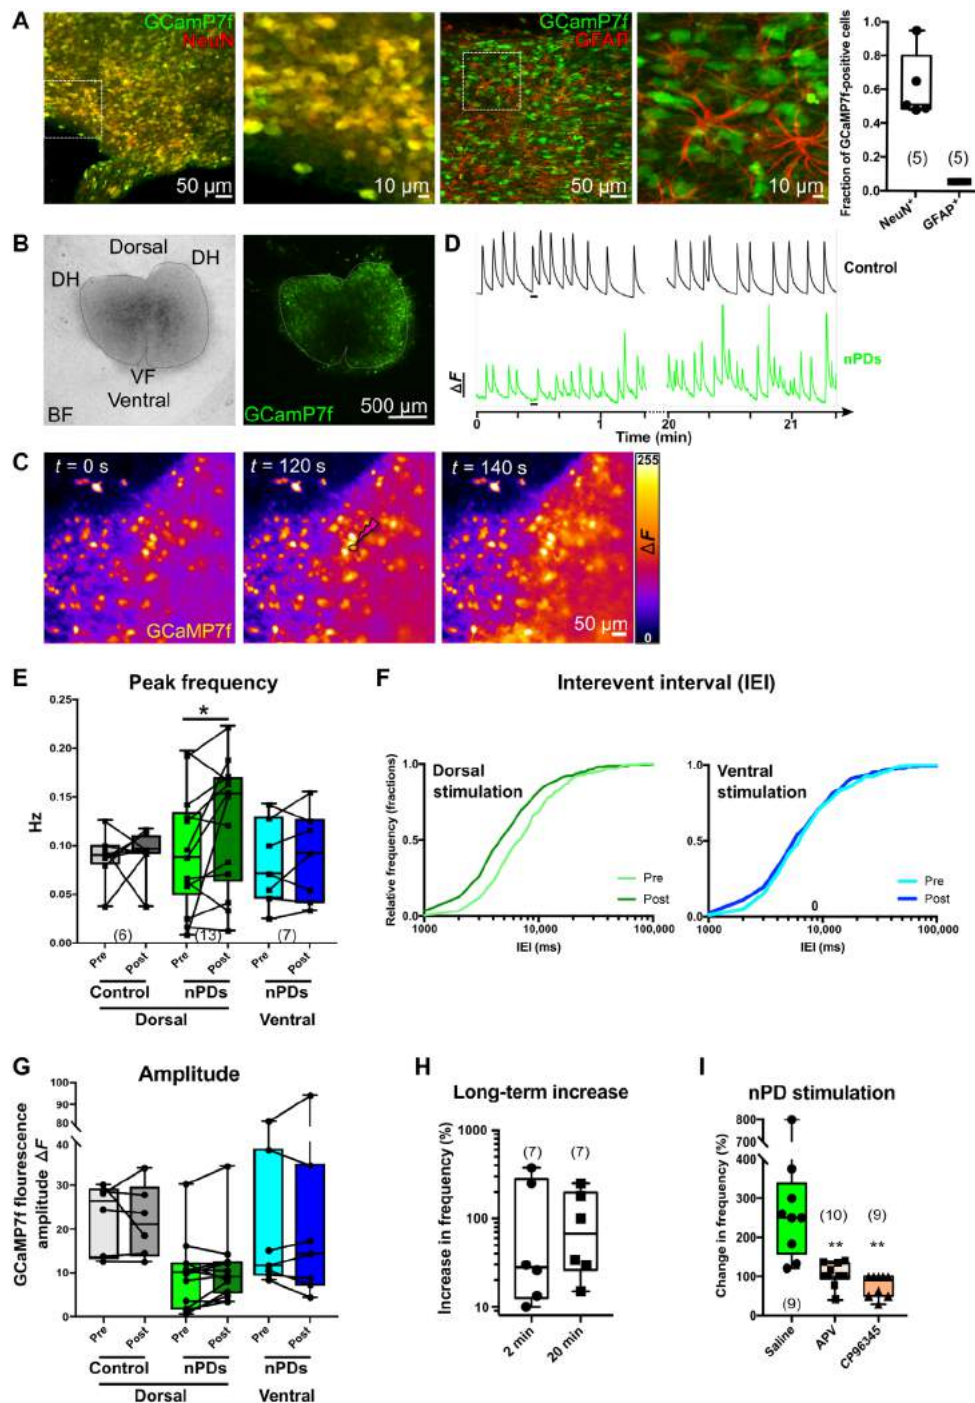 A
GCamP7f
NeuN
50 µm
10 µm
GCamP7f
GFAP
50 µm
10 µm
Fraction of GCaMP7f-positive cells
1.0
0.8
0.6
0.4
0.2
0.0
(5)
(5)
NeuN+
GFAP+
B
Dorsal
DH
DH
VF
Ventral
BF
GCamP7f
500 µm
D
Control
nPDs
ΔF
0
1
20
21
Time (min)
C
t = 0 s
t = 120 s
t = 140 s
GCaMP7f
50 µm
255
ΔF
0
E
Peak frequency
*
Hz
0.25
0.20
0.15
0.10
0.05
0.00
(6)
(13)
(7)
Pre
Post
Pre
Post
Pre
Post
Control
nPDs
nPDs
Dorsal
Ventral
F
Interevent interval (IEI)
Relative frequency (fractions)
1.0
0.5
0.0
Dorsal
stimulation
Pre
Post
1000
10,000
100,000
IEI (ms)
1.0
0.5
0.0
Ventral
stimulation
Pre
Post
0
1000
10,000
100,000
IEI (ms)
G
Amplitude
GCaMP7f flourescence
amplitude ΔF
100
90
80
40
30
20
10
0
Pre
Post
Pre
Post
Pre
Post
Control
nPDs
nPDs
Dorsal
Ventral
H
Long-term increase
Increase in frequency (%)
1000
100
10
(7)
(7)
2 min
20 min
I
nPD stimulation
Change in frequency (%)
800
700
400
300
200
100
0
(9)
(10)
**
(9)
**
Saline
APV
CP96345